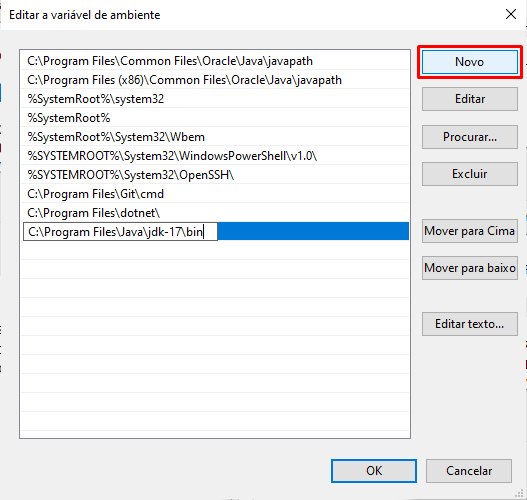 Editar a variável de ambiente
C:\Program Files\Common Files\Oracle\Java\javapath
C:\Program Files (x86)\Common Files\Oracle\Java\javapath
%SystemRoot%\system32
%SystemRoot%
%SystemRoot%\System32\Wbem
%SYSTEMROOT%\System32\WindowsPowerShell\v1.0\
%SYSTEMROOT%\System32\OpenSSH\
C:\Program Files\Git\cmd
C:\Program Files\dotnet\
C:\Program Files\Java\jdk-17\bin
Novo
Editar
Procurar...
Excluir
Mover para Cima
Mover para baixo
Editar texto...
OK
Cancelar